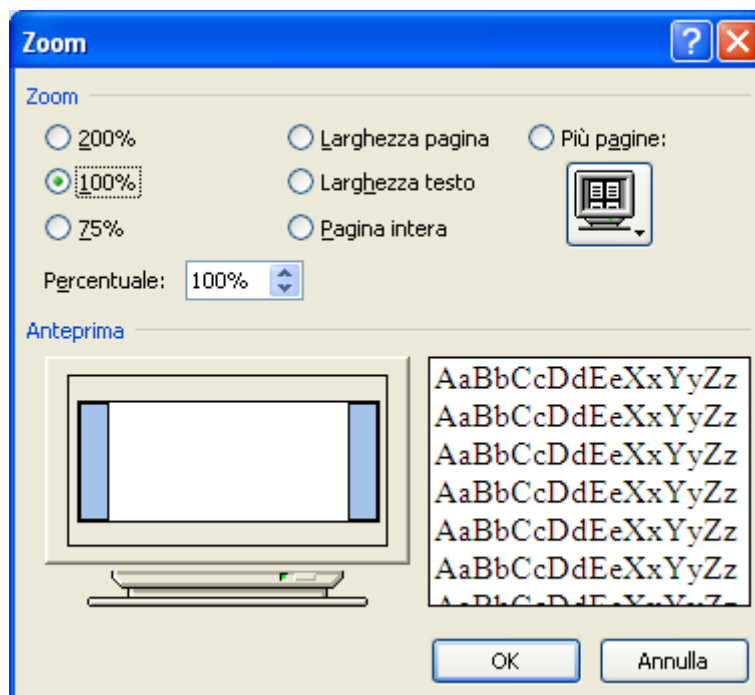 Zoom
Zoom
200% Larghezza pagina Più pagine:
100% Larghezza testo
75% Pagina intera
Percentuale: 100%
Anteprima
AaBbCcDdEeXxYyZz
AaBbCcDdEeXxYyZz
AaBbCcDdEeXxYyZz
AaBbCcDdEeXxYyZz
AaBbCcDdEeXxYyZz
AaBbCcDdEeXxYyZz
AaBbCcDdEeXxYyZz
OK Annulla